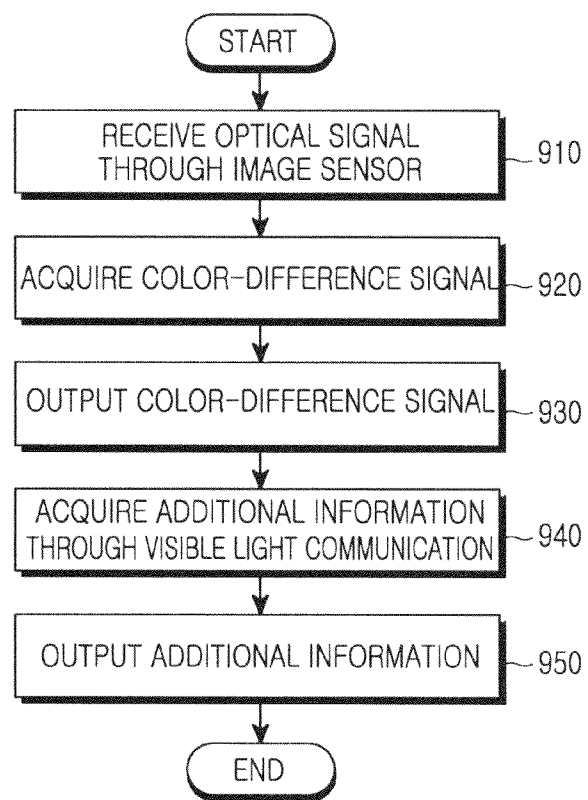 START
RECEIVE OPTICAL SIGNAL
THROUGH IMAGE SENSOR
910
ACQUIRE COLOR-DIFFERENCE SIGNAL
920
OUTPUT COLOR-DIFFERENCE SIGNAL
930
ACQUIRE ADDITIONAL INFORMATION
THROUGH VISIBLE LIGHT COMMUNICATION
940
OUTPUT ADDITIONAL INFORMATION
950
END